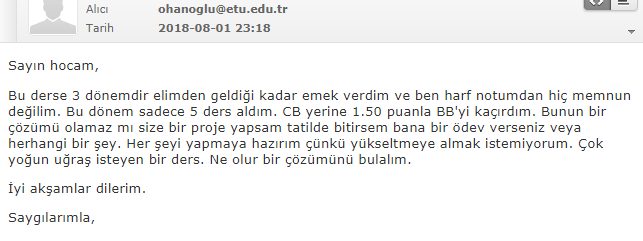 Alıcı ohanoglu@etu.edu.tr
Tarih 2018-08-01 23:18
Sayın hocam,
Bu derse 3 dönemdir elimden geldiği kadar emek verdim ve ben harf notumdan hiç memnun
değilim. Bu dönem sadece 5 ders aldım. CB yerine 1.50 puanla BB'yi kaçırdım. Bunun bir
çözümü olamaz mı size bir proje yapsam tatilde bitirsem bana bir ödev verseniz veya
herhangi bir şey. Her şeyi yapmaya hazırım çünkü yükseltmeye almak istemiyorum. Çok
yoğun uğraş isteyen bir ders. Ne olur bir çözümünü bulalım.
İyi akşamlar dilerim.
Saygılarımla,